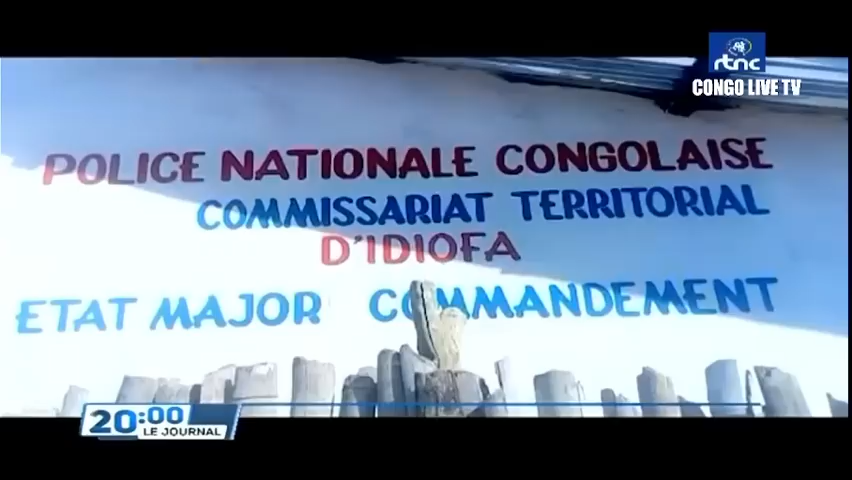 rtnc
CONGO LIVE TV
POLICE NATIONALE CONGOLAISE
COMMISSARIAT TERRITORIAL
D'IDIOFA
ETAT MAJOR COMMANDEMENT
20:00
LE JOURNAL